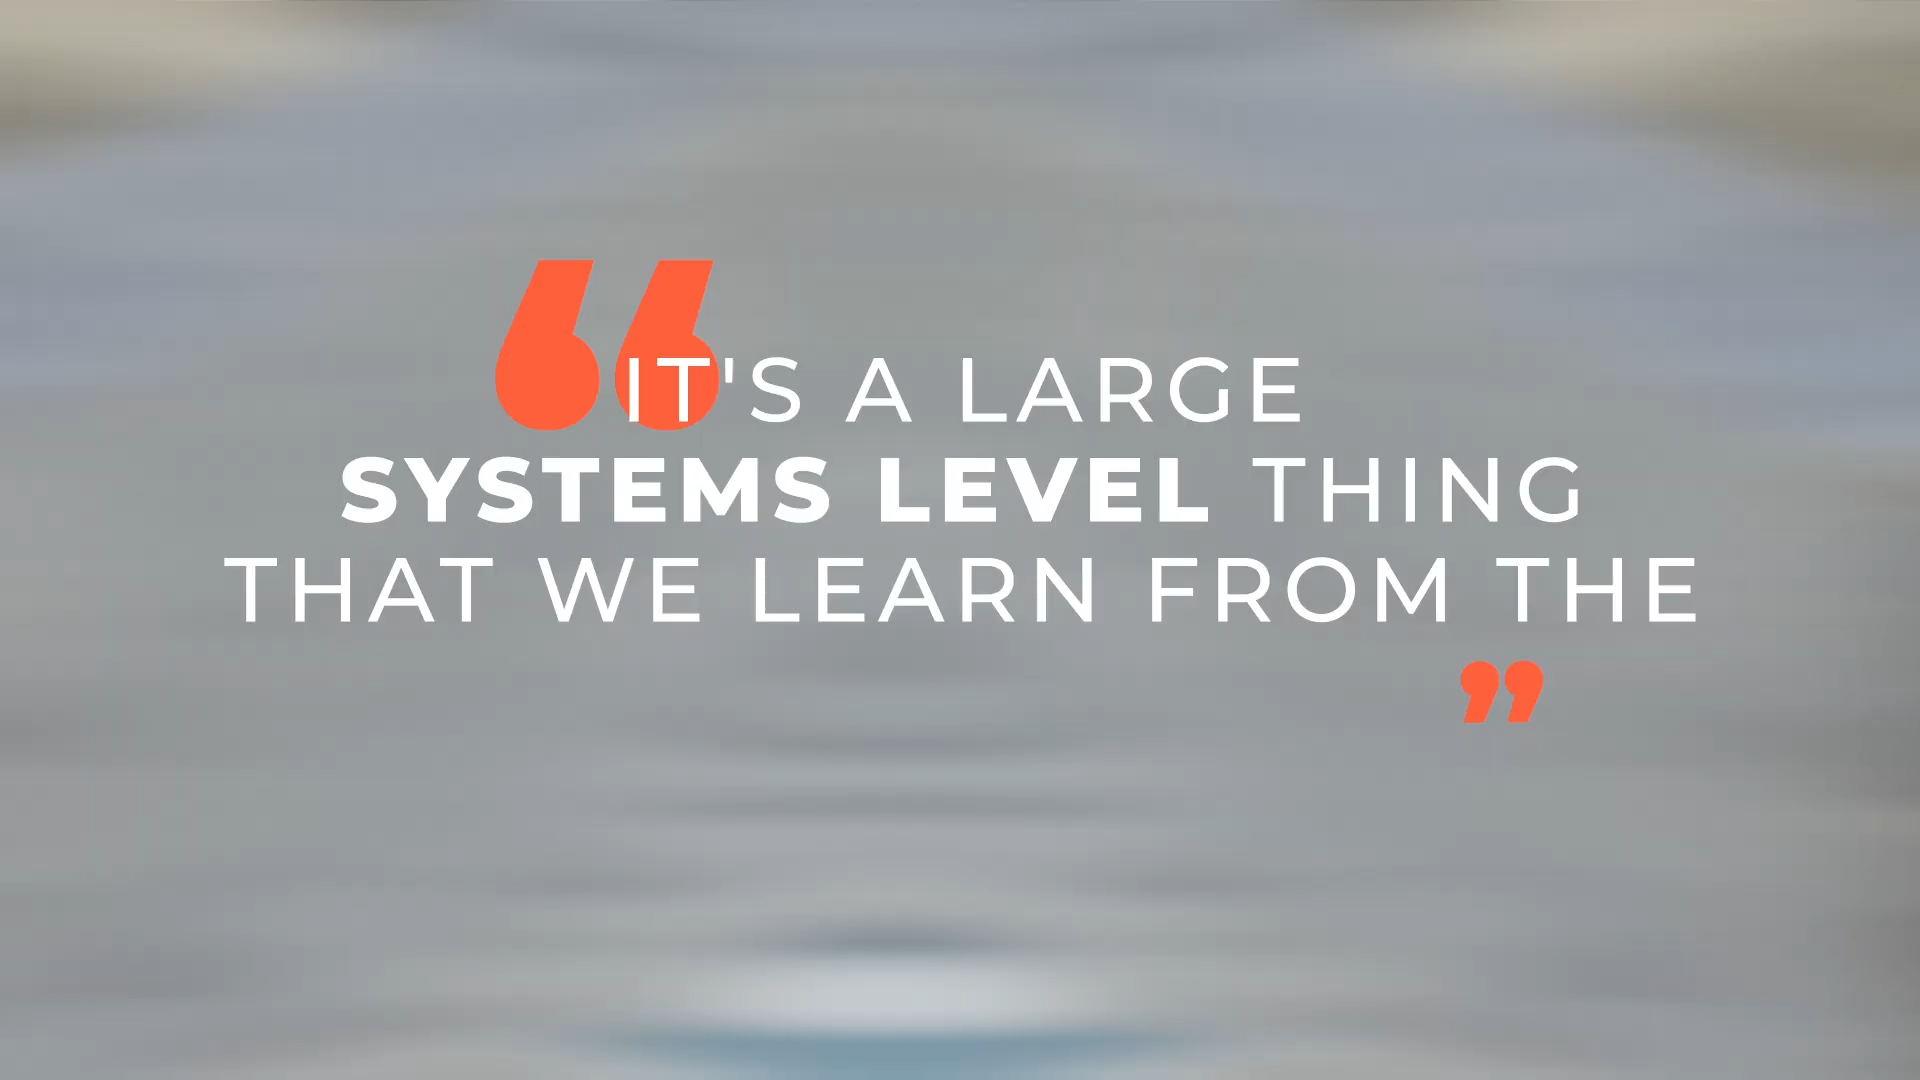 “IT'S A LARGE
SYSTEMS LEVEL THING
THAT WE LEARN FROM THE
”